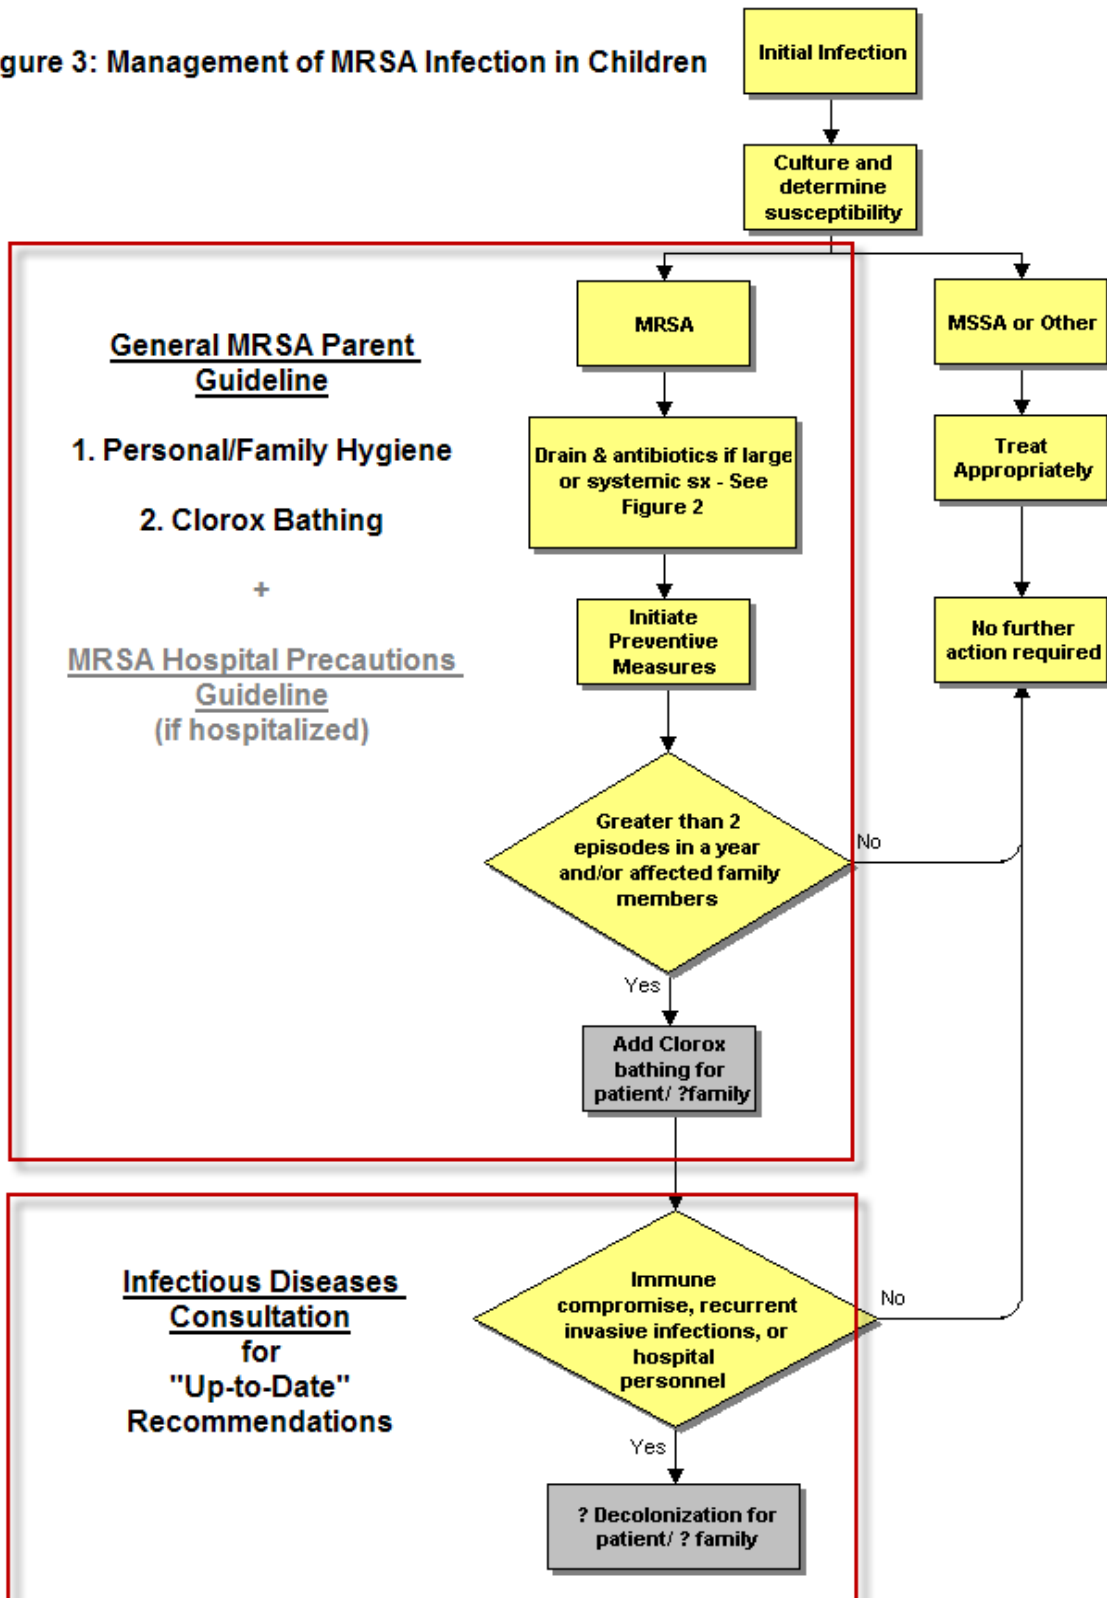 gure 3: Management of MRSA Infection in Children
Initial Infection
Culture and
determine
susceptibility
General MRSA Parent
Guideline
1. Personal/Family Hygiene
2. Clorox Bathing
+
MRSA Hospital Precautions
Guideline
(if hospitalized)
MRSA
MSSA or Other
Drain & antibiotics if large
or systemic sx - See
Figure 2
Treat
Appropriately
Initiate
Preventive
Measures
No further
action required
Greater than 2
episodes in a year
and/or affected family
members
No
Yes
Add Clorox
bathing for
patient/ ?family
Infectious Diseases
Consultation
for
"Up-to-Date"
Recommendations
Immune
compromise, recurrent
invasive infections, or
hospital
personnel
No
Yes
? Decolonization for
patient/ ? family